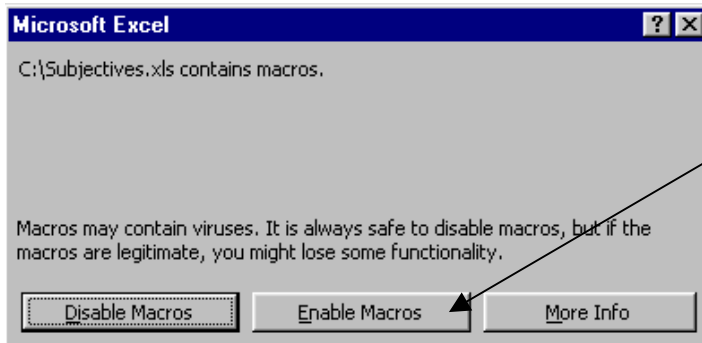 Microsoft Excel
C:\Subjectives.xls contains macros.
Macros may contain viruses. It is always safe to disable macros, but if the
macros are legitimate, you might lose some functionality.
Disable Macros Enable Macros More Info